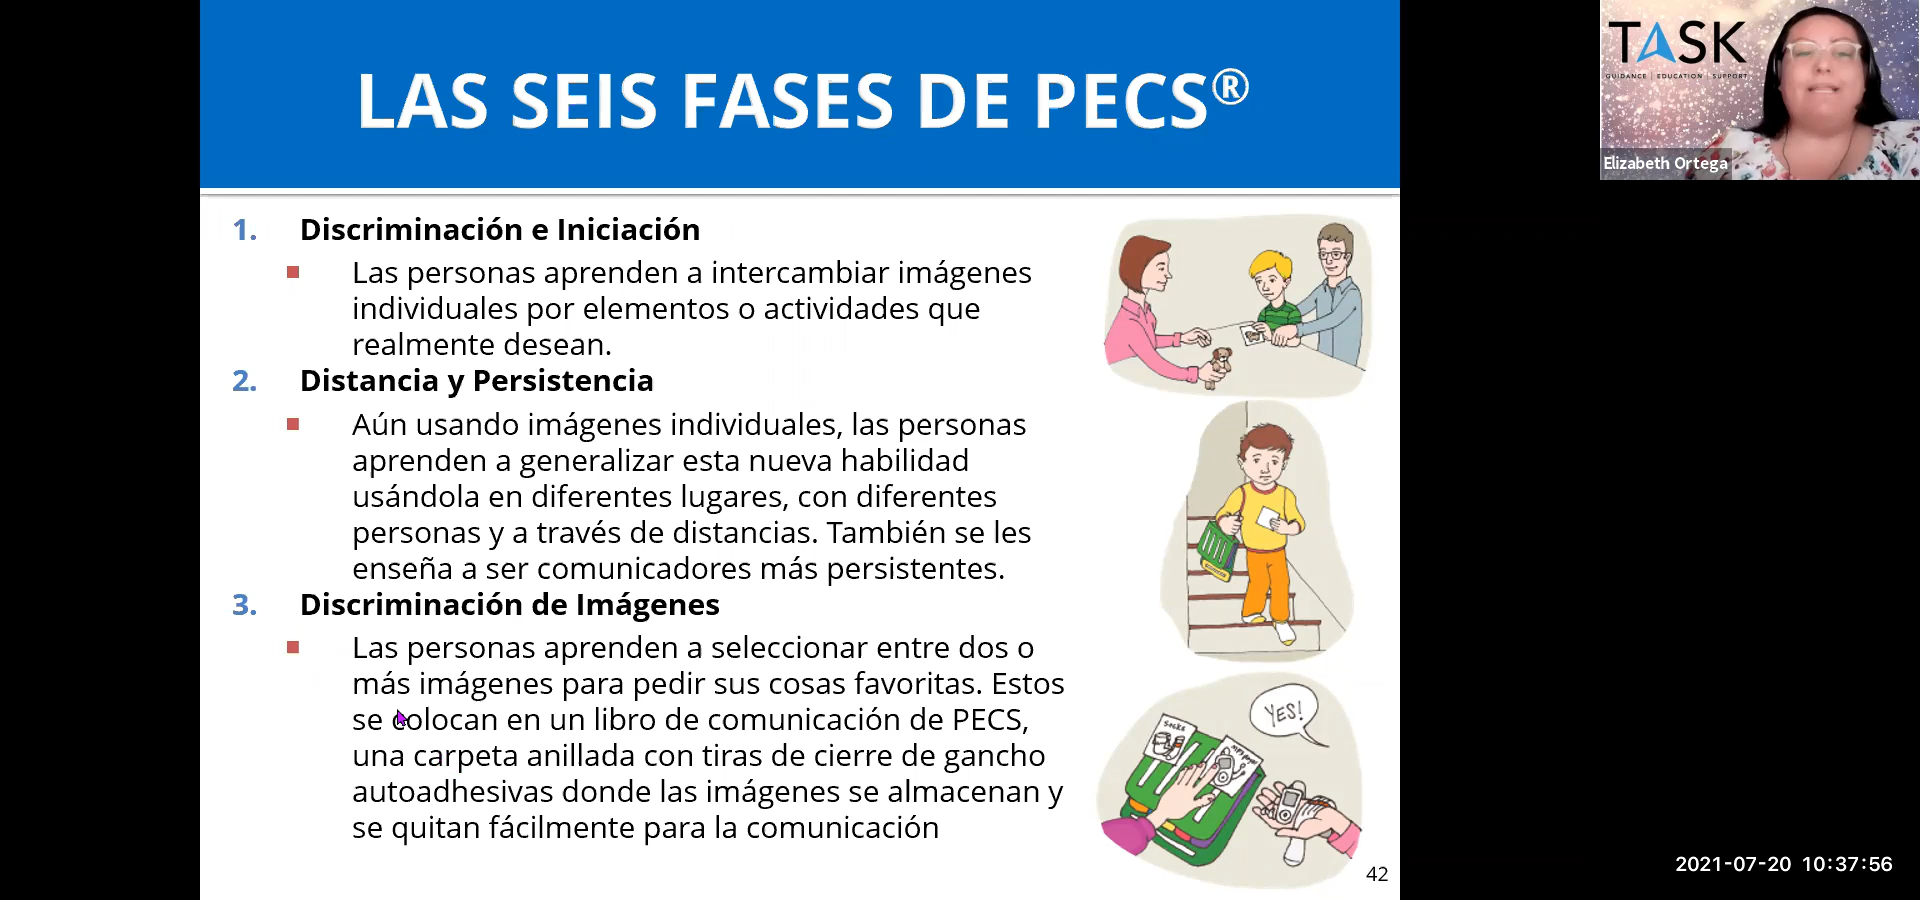 LAS SEIS FASES DE PECS®
1. Discriminación e Iniciación
Las personas aprenden a intercambiar imágenes
individuales por elementos o actividades que
realmente desean.
2. Distancia y Persistencia
Aún usando imágenes individuales, las personas
aprenden a generalizar esta nueva habilidad
usándola en diferentes lugares, con diferentes
personas y a través de distancias. También se les
enseña a ser comunicadores más persistentes.
3. Discriminación de Imágenes
Las personas aprenden a seleccionar entre dos o
más imágenes para pedir sus cosas favoritas. Estos
se colocan en un libro de comunicación de PECS,
una carpeta anillada con tiras de cierre de gancho
autoadhesivas donde las imágenes se almacenan y
se quitan fácilmente para la comunicación
YES!
socks
MP3 player
42
TASK
GUIDANCE | EDUCATION | SUPPORT
Elizabeth Ortega
2021-07-20 10:37:56